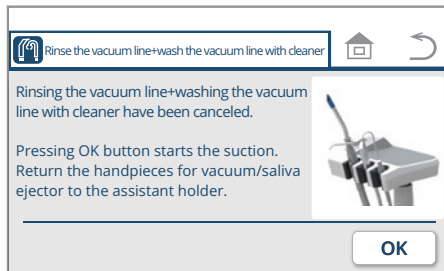 Rinse the vacuum line+wash the vacuum line with cleaner
Rinsing the vacuum line+washing the vacuum
line with cleaner have been canceled.
Pressing OK button starts the suction.
Return the handpieces for vacuum/saliva
ejector to the assistant holder.
OK